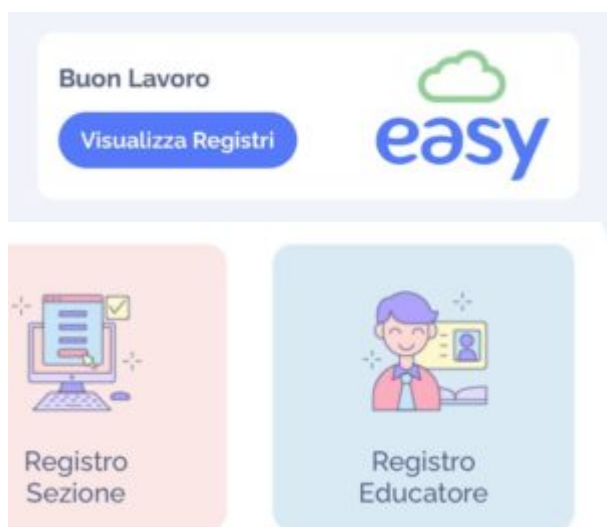 Buon Lavoro
Visualizza Registri
easy
Registro
Sezione
Registro
Educatore